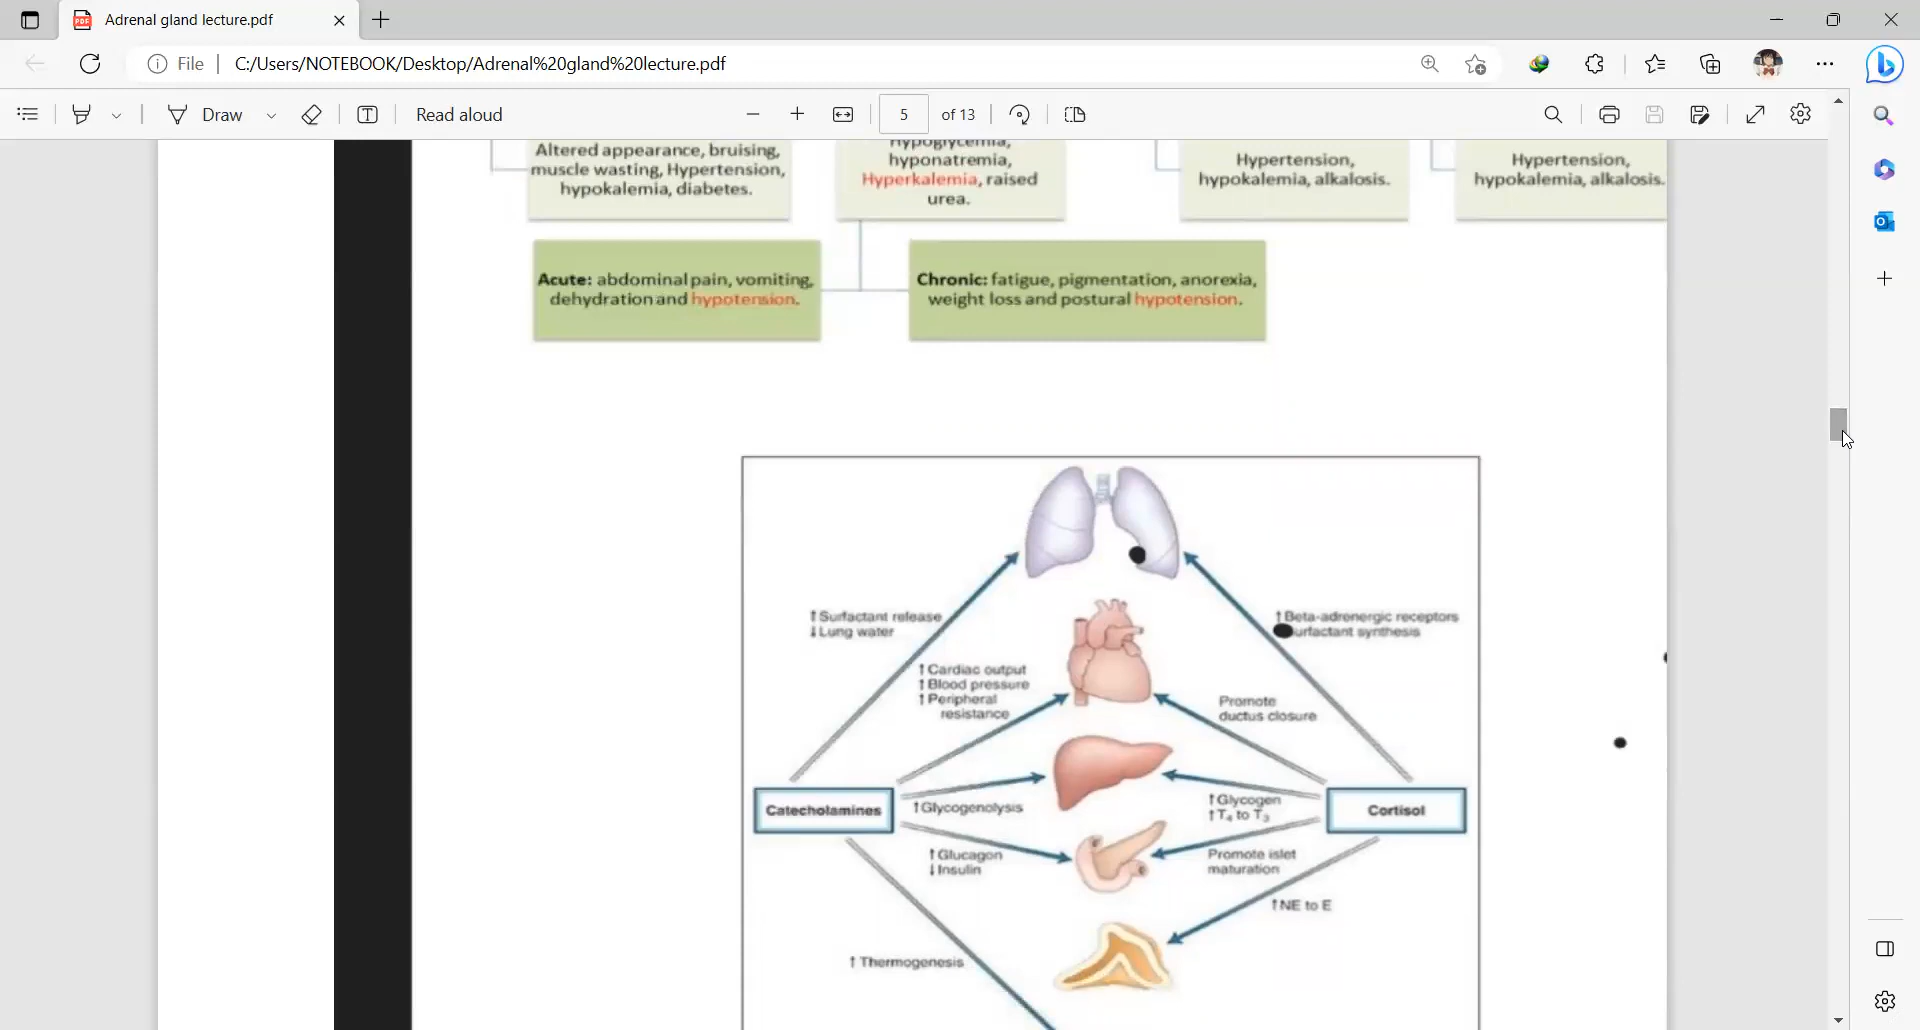 Adrenal gland lecture.pdf
File
C:/Users/NOTEBOOK/Desktop/Adrenal%20gland%20lecture.pdf
Draw
Read aloud
5 of 13
Altered appearance, bruising,
muscle wasting, Hypertension,
hypokalemia, diabetes.
Hypoglycemia,
hyponatremia,
Hyperkalemia, raised
urea.
Hypertension,
hypokalemia, alkalosis.
Hypertension,
hypokalemia, alkalosis.
Acute: abdominal pain, vomiting,
dehydration and hypotension.
Chronic: fatigue, pigmentation, anorexia,
weight loss and postural hypotension.
↑Surfactant release
↓Lung water
↑Beta-adrenergic receptors
urfactant synthesis
↑Cardiac output
↑Blood pressure
↑Peripheral
resistance
Promote
ductus closure
Catecholamines
↑Glycogenolysis
↑Glycogen
↑T4 to T3
Cortisol
↑Glucagon
↓Insulin
Promote islet
maturation
↑NE to E
↑Thermogenesis